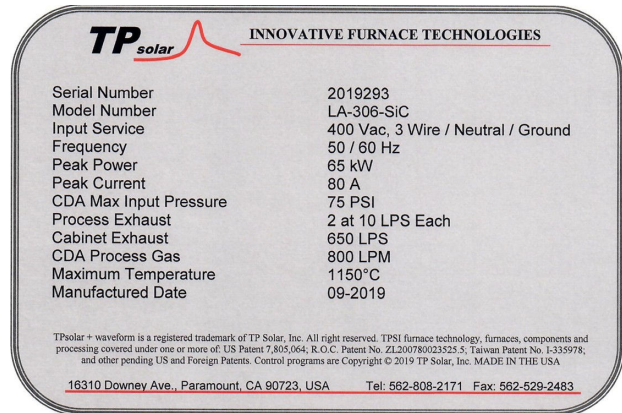 TP solar
INNOVATIVE FURNACE TECHNOLOGIES
Serial Number 2019293
Model Number LA-306-SiC
Input Service 400 Vac, 3 Wire / Neutral / Ground
Frequency 50 / 60 Hz
Peak Power 65 kW
Peak Current 80 A
CDA Max Input Pressure 75 PSI
Process Exhaust 2 at 10 LPS Each
Cabinet Exhaust 650 LPS
CDA Process Gas 800 LPM
Maximum Temperature 1150°C
Manufactured Date 09-2019
TPsolar + waveform is a registered trademark of TP Solar, Inc. All right reserved. TPSI furnace technology, furnaces, components and
processing covered under one or more of: US Patent 7,805,064; R.O.C. Patent No. ZL200780023525.5; Taiwan Patent No. I-335978;
and other pending US and Foreign Patents. Control programs are Copyright © 2019 TP Solar, Inc. MADE IN THE USA
16310 Downey Ave., Paramount, CA 90723, USA Tel: 562-808-2171 Fax: 562-529-2483